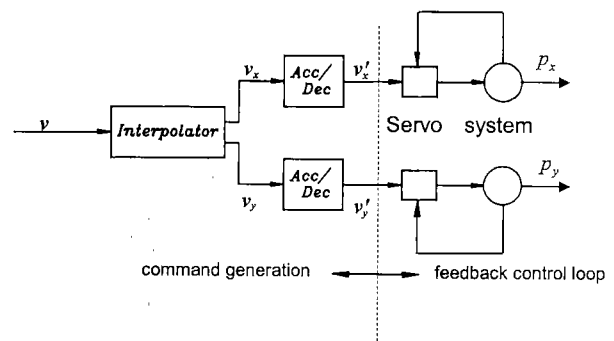 v
Interpolator
v_x
Acc/
Dec
v'_x
p_x
Servo system
v_y
Acc/
Dec
v'_y
p_y
command generation
feedback control loop